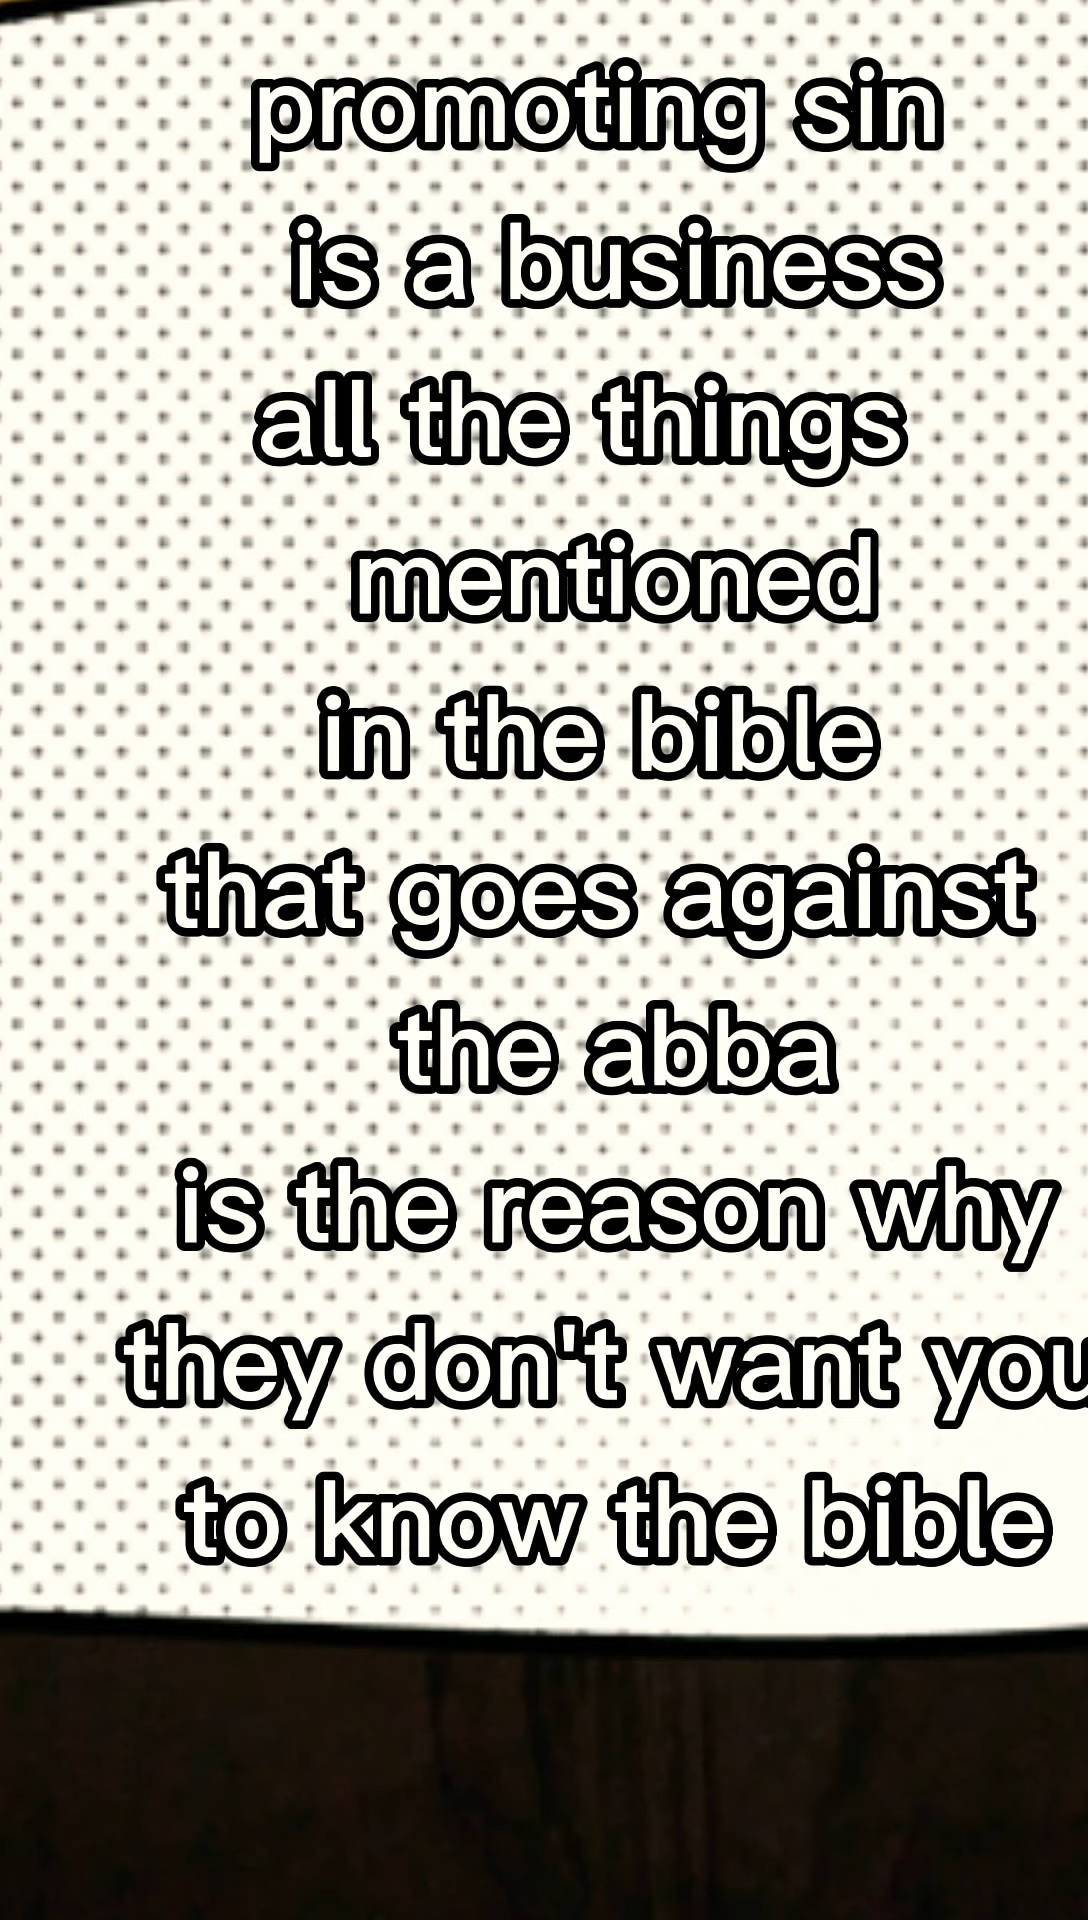 promoting sin
is a business
all the things
mentioned
in the bible
that goes against
the abba
is the reason why
they don't want you
to know the bible